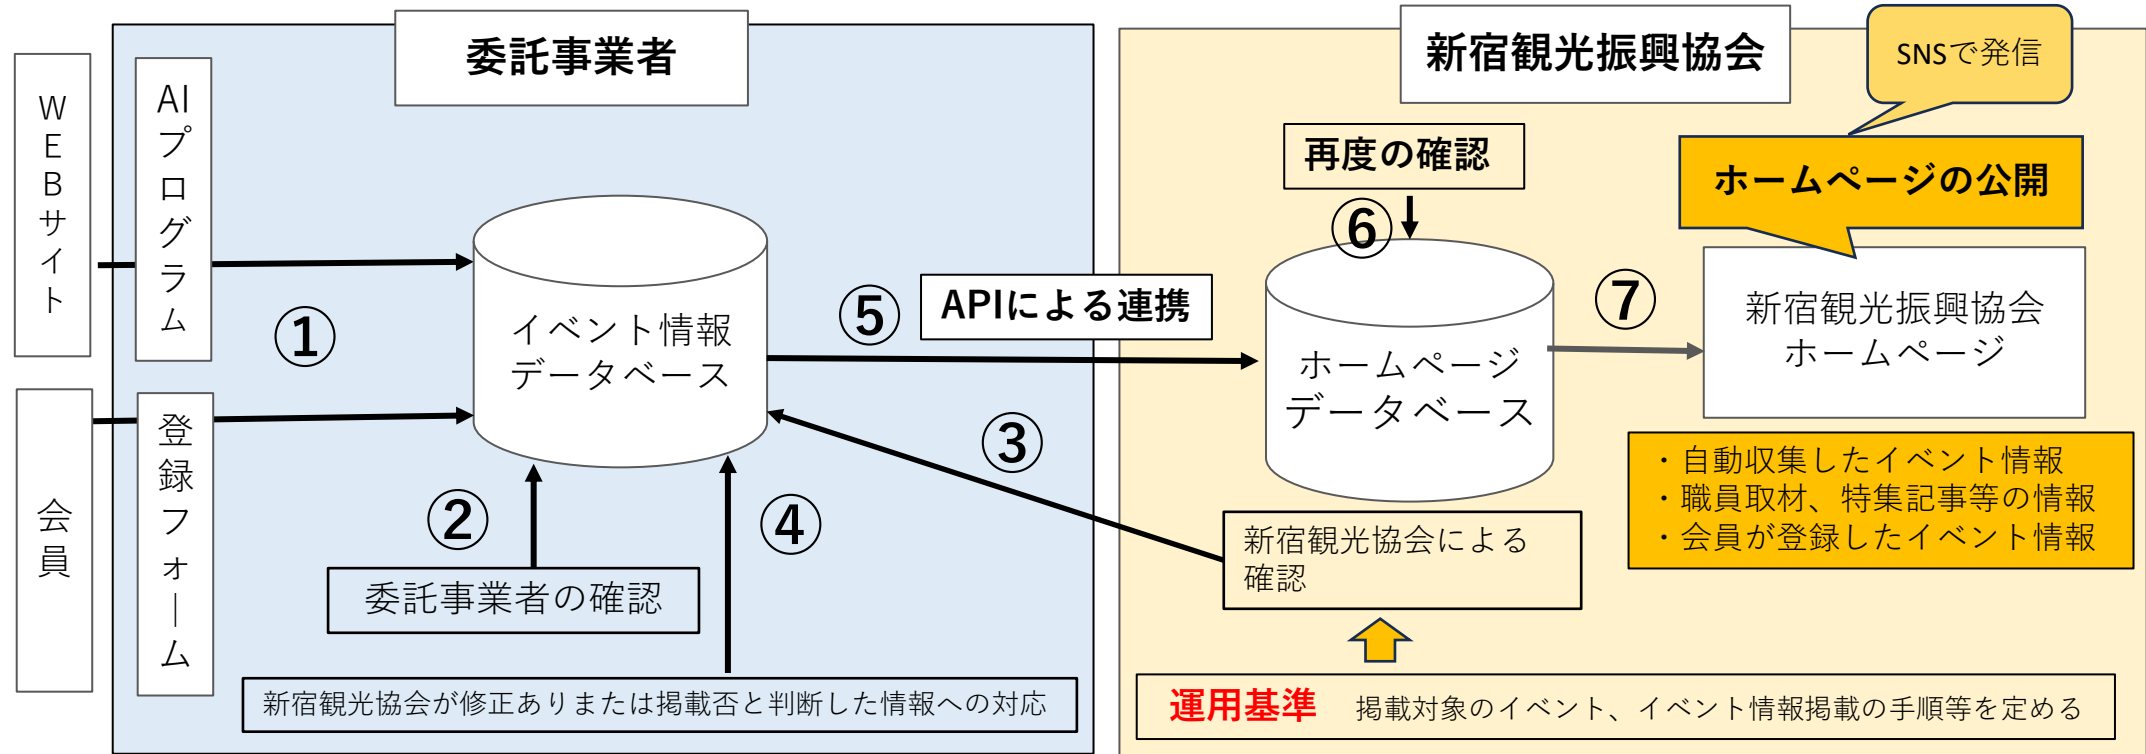 委託事業者
新宿観光振興協会
SNSで発信
WEBサイト
AIプログラム
再度の確認
ホームページの公開
⑥
①
イベント情報
データベース
⑤
APIによる連携
ホームページ
データベース
⑦
新宿観光振興協会
ホームページ
会員
登録フォーム
②
④
③
・自動収集したイベント情報
・職員取材、特集記事等の情報
・会員が登録したイベント情報
新宿観光協会による
確認
委託事業者の確認
新宿観光協会が修正ありまたは掲載否と判断した情報への対応
運用基準 掲載対象のイベント、イベント情報掲載の手順等を定める